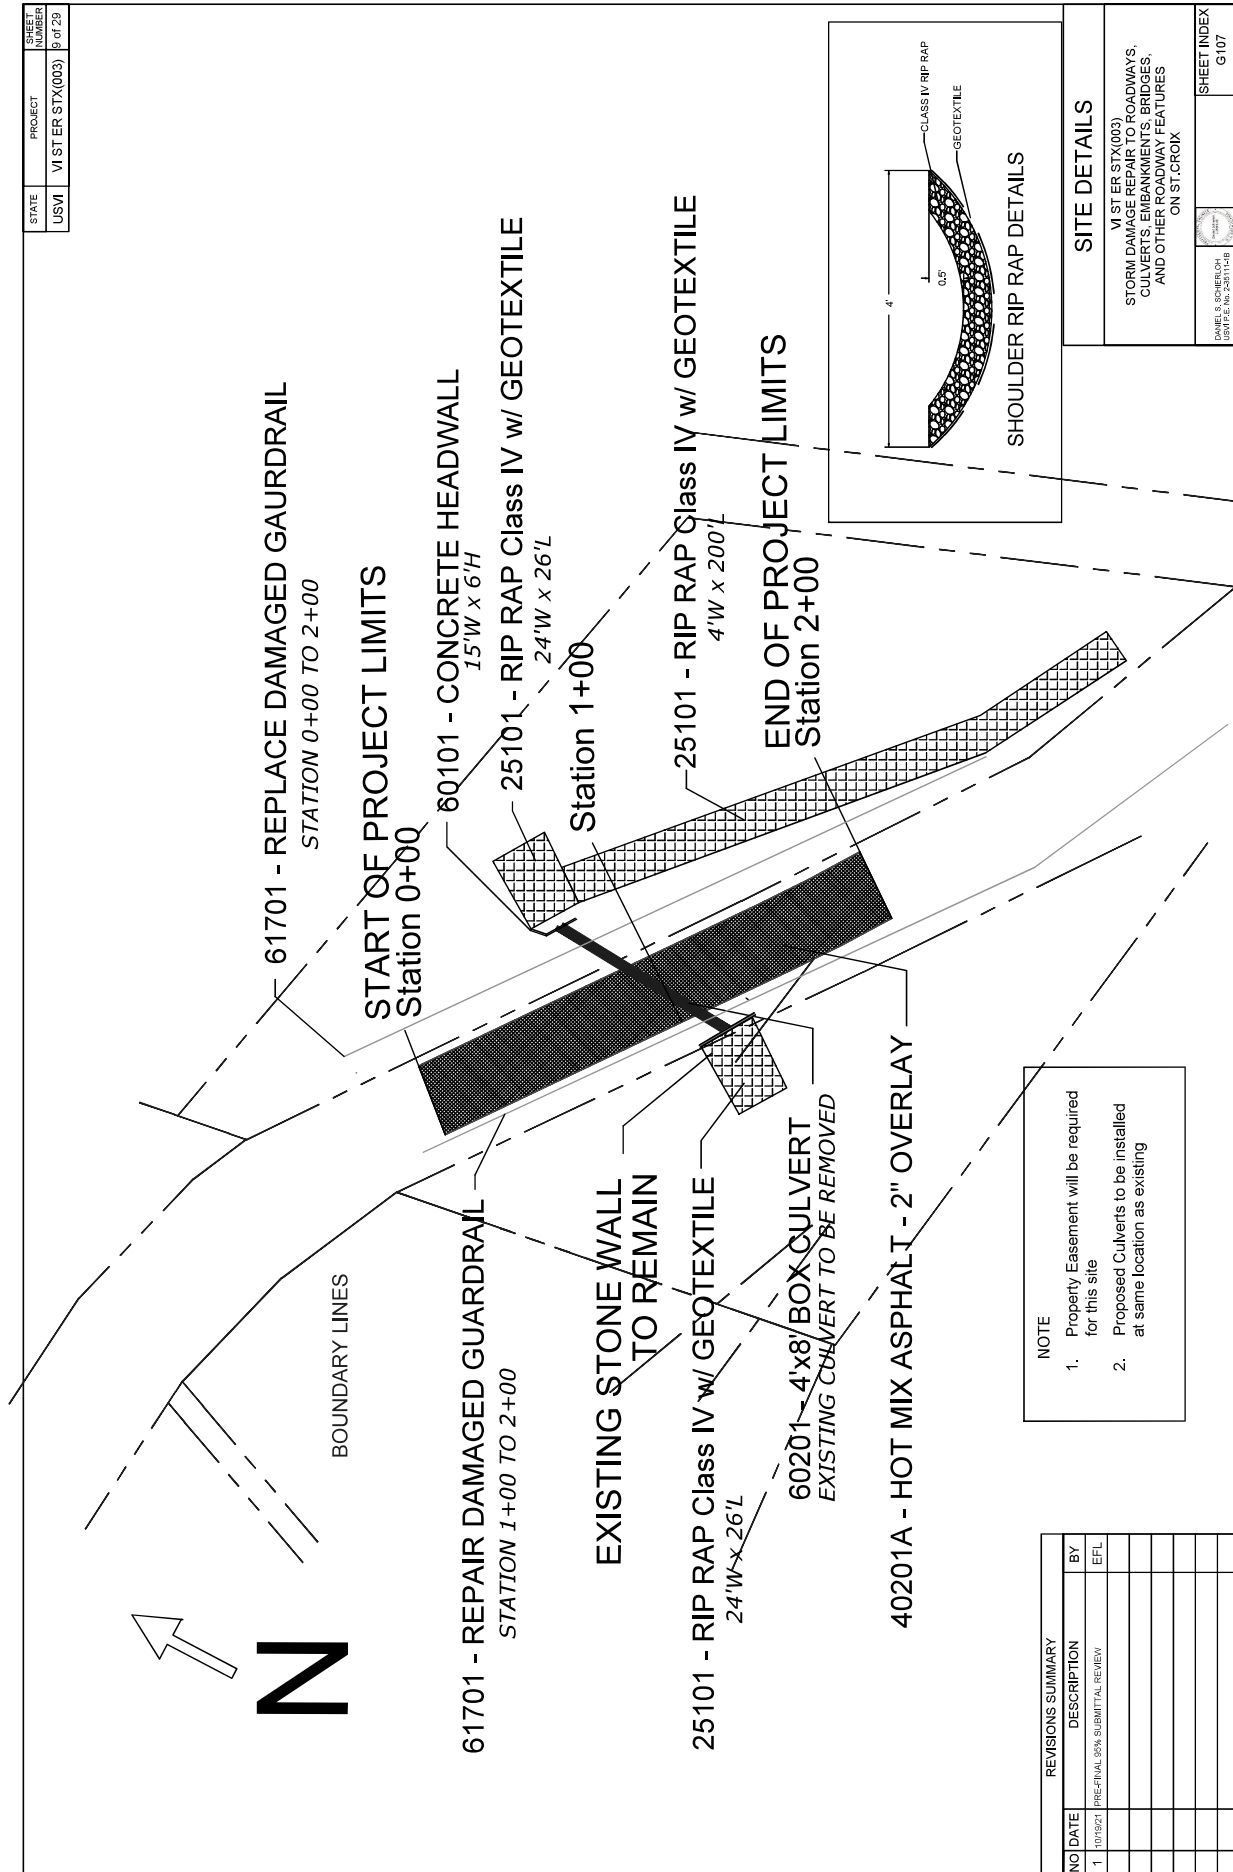 STATE
PROJECT
SHEET NUMBER
USVI
VI ST ER STX(003)
9 of 29
61701 - REPLACE DAMAGED GAURDRAIL
STATION 0+00 TO 2+00
START OF PROJECT LIMITS
Station 0+00
60101 - CONCRETE HEADWALL
15'W x 6'H
25101 - RIP RAP Class IV w/ GEOTEXTILE
24'W x 26'L
Station 1+00
25101 - RIP RAP Class IV w/ GEOTEXTILE
4'W x 200'L
END OF PROJECT LIMITS
Station 2+00
BOUNDARY LINES
N
61701 - REPAIR DAMAGED GUARDRAIL
STATION 1+00 TO 2+00
EXISTING STONE WALL
TO REMAIN
25101 - RIP RAP Class IV w/ GEOTEXTILE
24'W x 26'L
60201 - 4'x8' BOX CULVERT
EXISTING CULVERT TO BE REMOVED
40201A - HOT MIX ASPHALT - 2" OVERLAY
4'
0.5'
CLASS IV RIP RAP
GEOTEXTILE
SHOULDER RIP RAP DETAILS
NOTE
1. Property Easement will be required
for this site
2. Proposed Culverts to be installed
at same location as existing
REVISIONS SUMMARY
NO DATE DESCRIPTION BY
1 10/19/21 PRE-FINAL 95% SUBMITTAL REVIEW EFL
SITE DETAILS
VI ST ER STX(003)
STORM DAMAGE REPAIR TO ROADWAYS,
CULVERTS, EMBANKMENTS, BRIDGES,
AND OTHER ROADWAY FEATURES
ON ST.CROIX
DANIEL S. SCHIERLOH
USVI P.E. No. 2-35111-1B
SHEET INDEX
G107